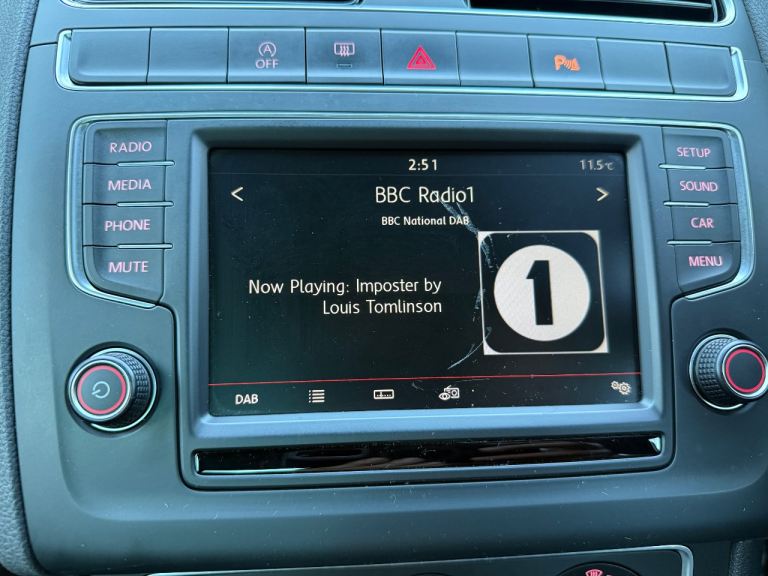 A
OFF
RADIO
MEDIA
PHONE
MUTE
2:51
11.5°C
< BBC Radio1 >
BBC National DAB
Now Playing: Imposter by
Louis Tomlinson
1
DAB
SETUP
SOUND
CAR
MENU